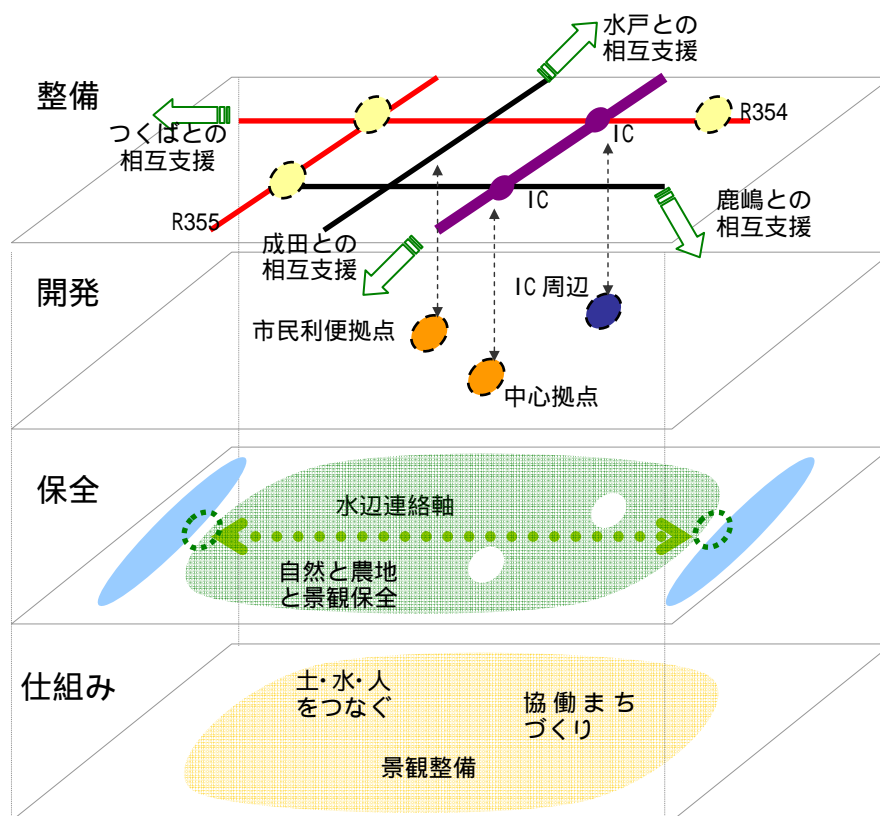 水戸との
相互支援
整備
つくばとの
相互支援
R354
IC
IC
R355
鹿嶋との
相互支援
成田との
相互支援
開発
IC周辺
市民利便拠点
中心拠点
保全
水辺連絡軸
自然と農地
と景観保全
仕組み
土・水・人
をつなぐ
協働まち
づくり
景観整備